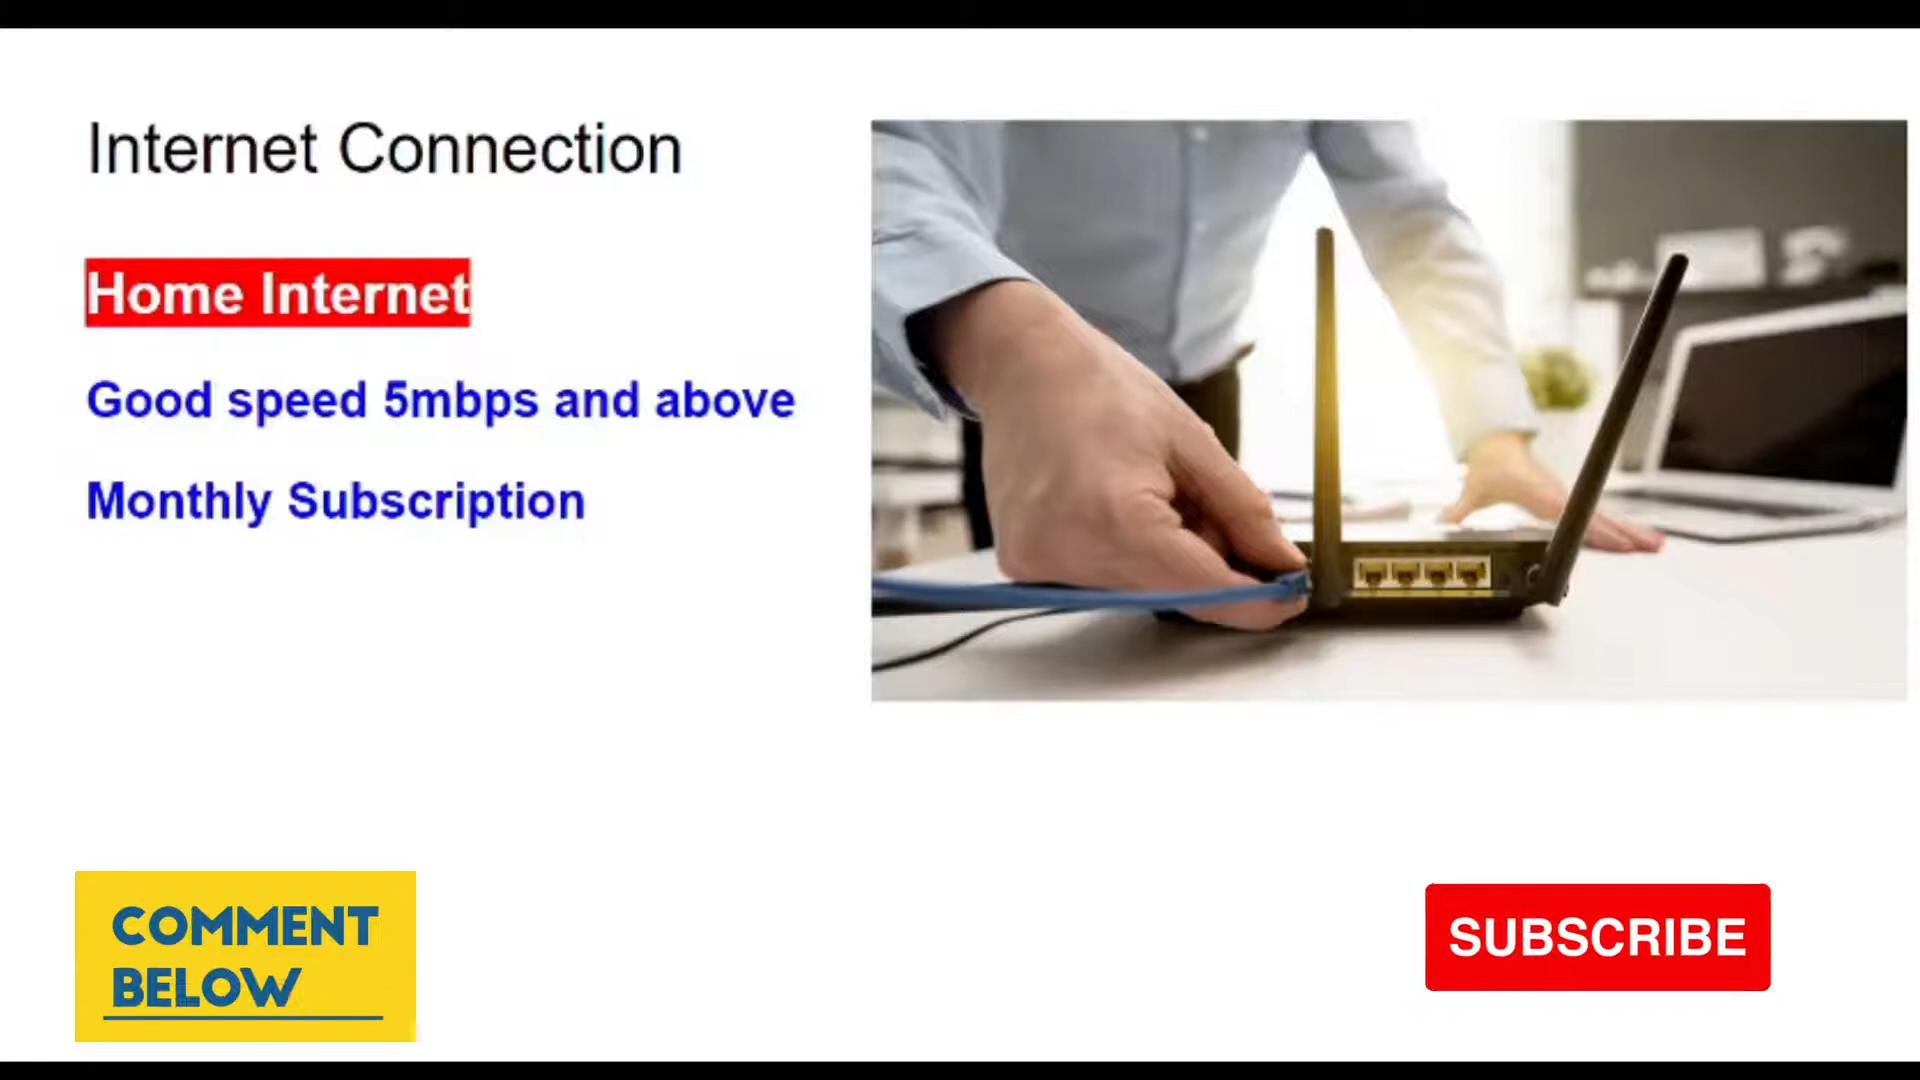 Internet Connection
Home Internet
Good speed 5mbps and above
Monthly Subscription
COMMENT
BELOW
SUBSCRIBE